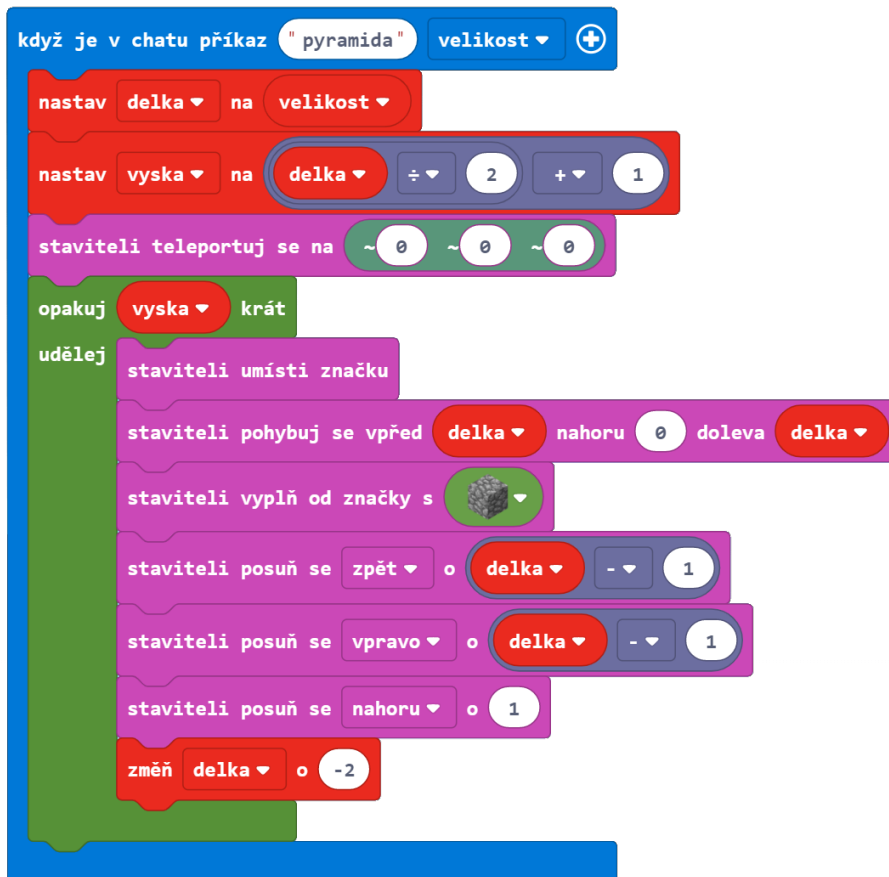 když je v chatu příkaz "pyramida" velikost
nastav delka na velikost
nastav vyska na delka ÷ 2 + 1
staviteli teleportuj se na ~0 ~0 ~0
opakuj vyska krát
udělej
staviteli umísti značku
staviteli pohybuj se vpřed delka nahoru 0 doleva delka
staviteli vyplň od značky s
staviteli posuň se zpět o delka - 1
staviteli posuň se vpravo o delka - 1
staviteli posuň se nahoru o 1
změň delka o -2